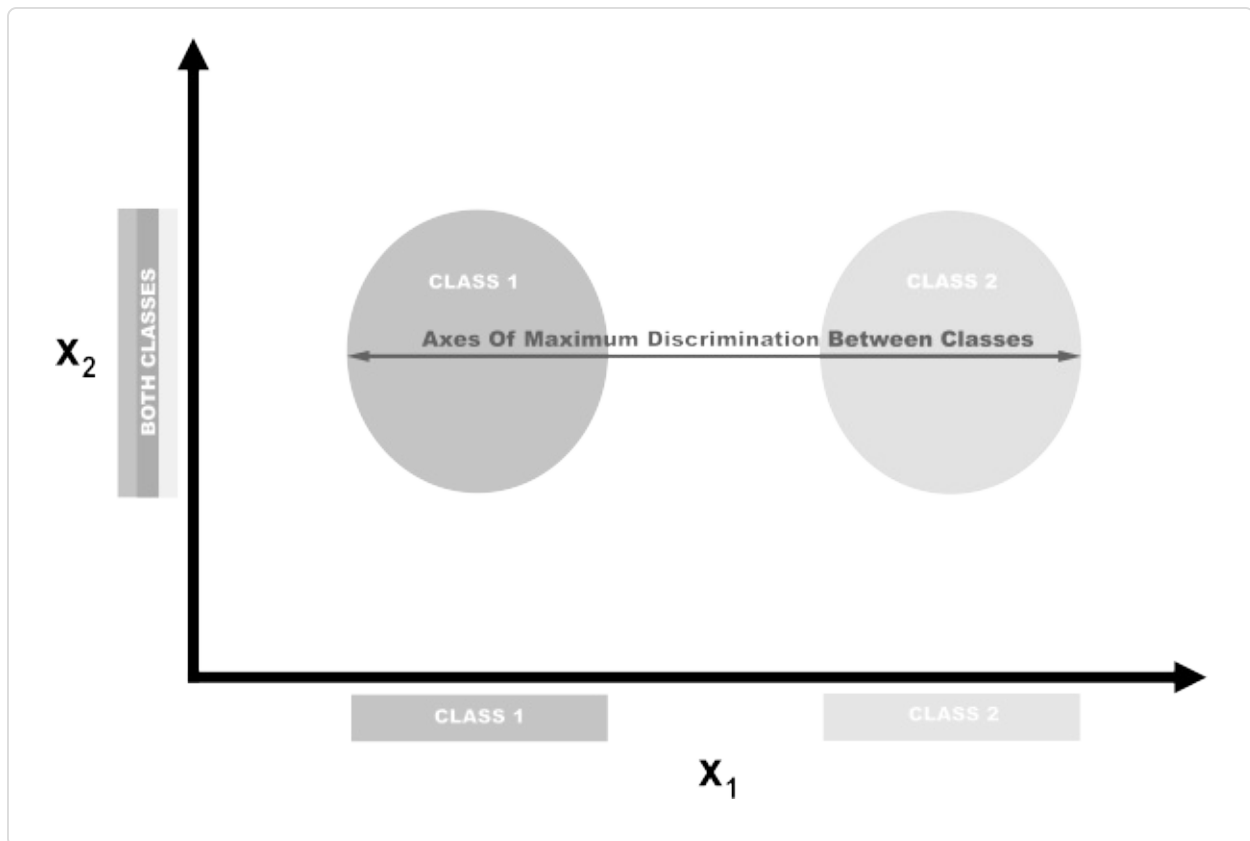 CLASS 1
CLASS 2
Axes Of Maximum Discrimination Between Classes
X2
BOTH CLASSES
CLASS 1
CLASS 2
X1